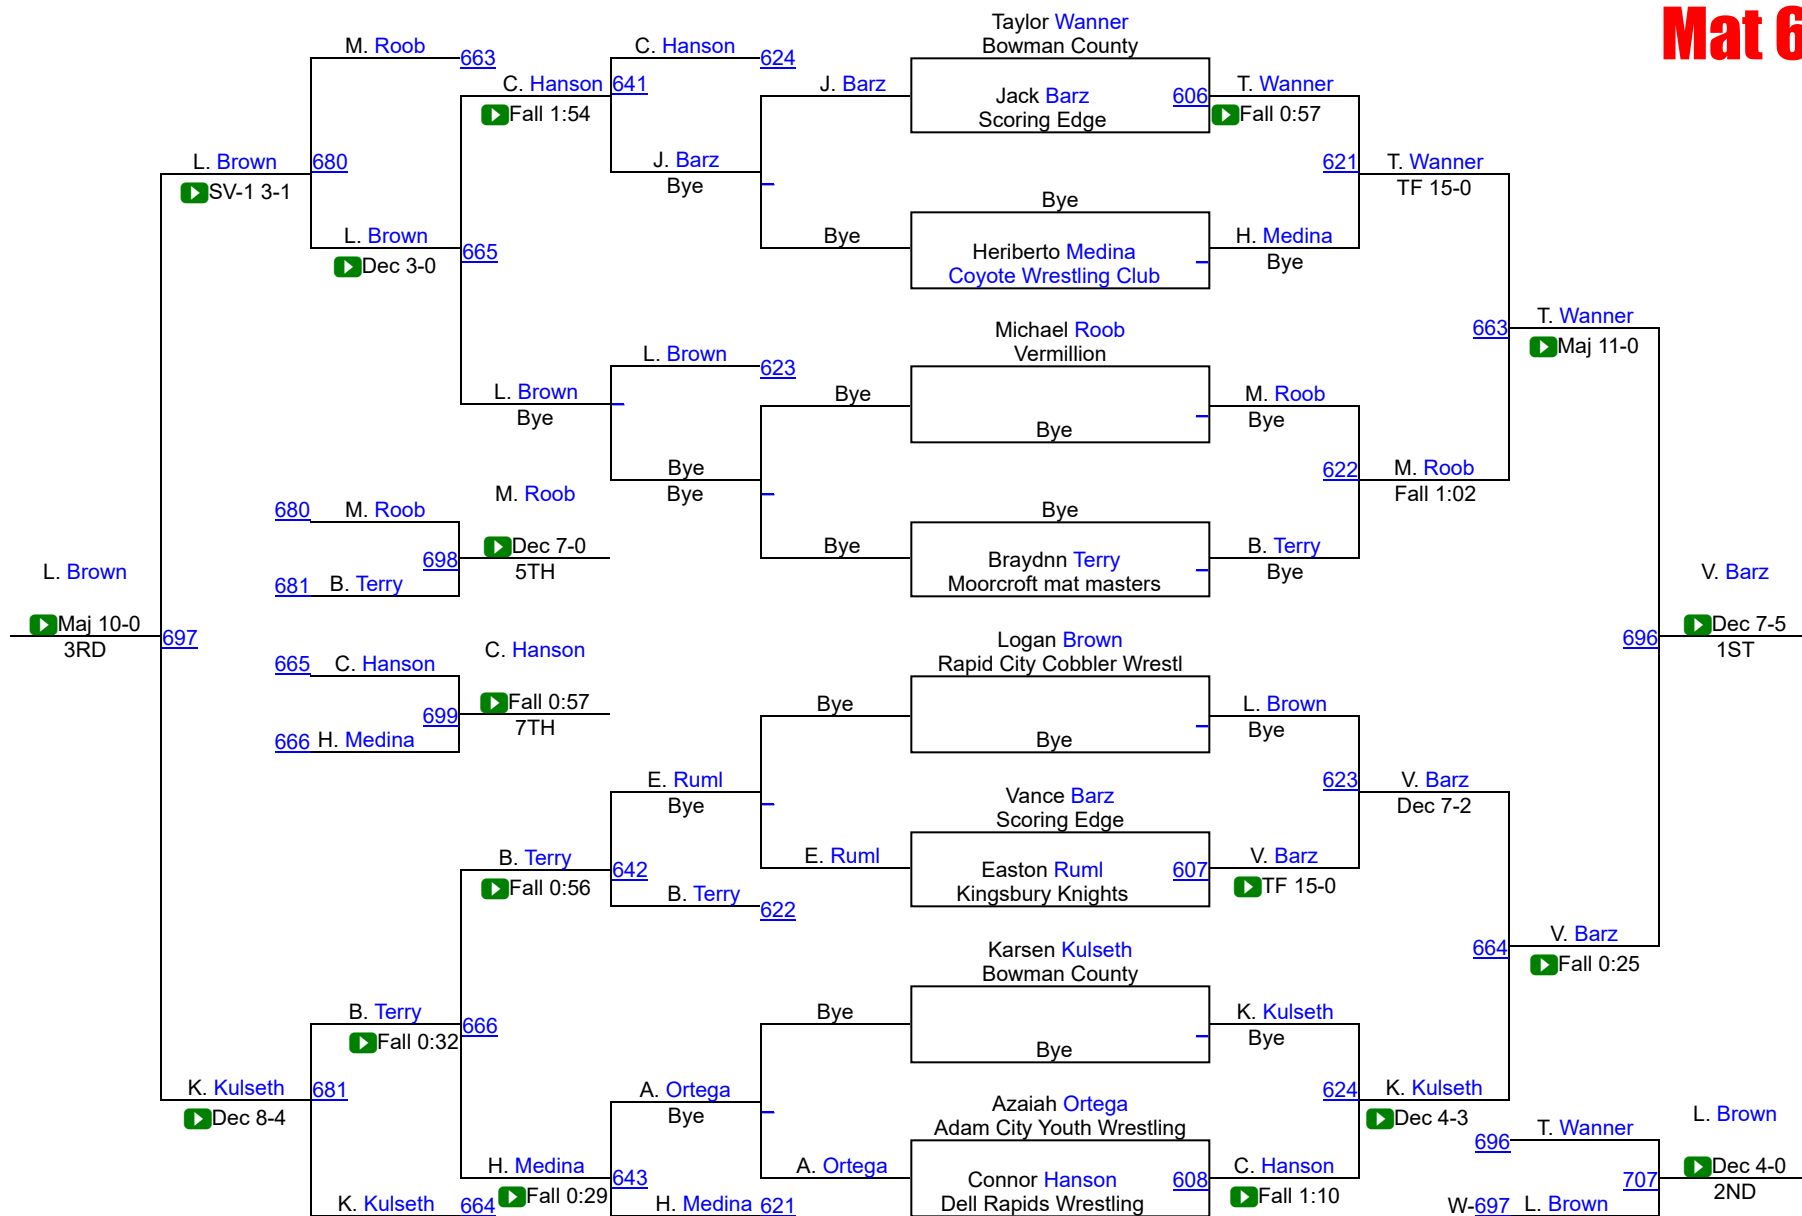 Mat 6
Taylor Wanner
Bowman County
Jack Barz
Scoring Edge
606
Bye
Heriberto Medina
Coyote Wrestling Club
Michael Roob
Vermillion
Bye
Bye
Braydnn Terry
Moorcroft mat masters
Logan Brown
Rapid City Cobbler Wrestl
Bye
Vance Barz
Scoring Edge
Easton Ruml
Kingsbury Knights
607
Karsen Kulseth
Bowman County
Bye
Azaiah Ortega
Adam City Youth Wrestling
Connor Hanson
Dell Rapids Wrestling
608
T. Wanner
Fall 0:57
621
H. Medina
Bye
M. Roob
Bye
622
B. Terry
Bye
L. Brown
Bye
623
V. Barz
TF 15-0
K. Kulseth
Bye
624
C. Hanson
Fall 1:10
T. Wanner
TF 15-0
663
M. Roob
Fall 1:02
V. Barz
Dec 7-2
664
K. Kulseth
Dec 4-3
T. Wanner
Maj 11-0
696
V. Barz
Fall 0:25
V. Barz
Dec 7-5
1ST
696
T. Wanner
707
W-697 L. Brown
L. Brown
Dec 4-0
2ND
J. Barz
Bye
Bye
Bye
Bye
E. Ruml
Bye
A. Ortega
C. Hanson
624
641
J. Barz
Bye
L. Brown
623
Bye
Bye
E. Ruml
Bye
642
B. Terry
622
A. Ortega
Bye
643
H. Medina 621
C. Hanson
Fall 1:54
665
L. Brown
Bye
B. Terry
Fall 0:56
666
H. Medina
Fall 0:29
M. Roob
663
680
L. Brown
Dec 3-0
B. Terry
Fall 0:32
681
K. Kulseth 664
L. Brown
SV-1 3-1
697
K. Kulseth
Dec 8-4
L. Brown
Maj 10-0
3RD
680 M. Roob
698
681 B. Terry
M. Roob
Dec 7-0
5TH
665 C. Hanson
699
666 H. Medina
C. Hanson
Fall 0:57
7TH